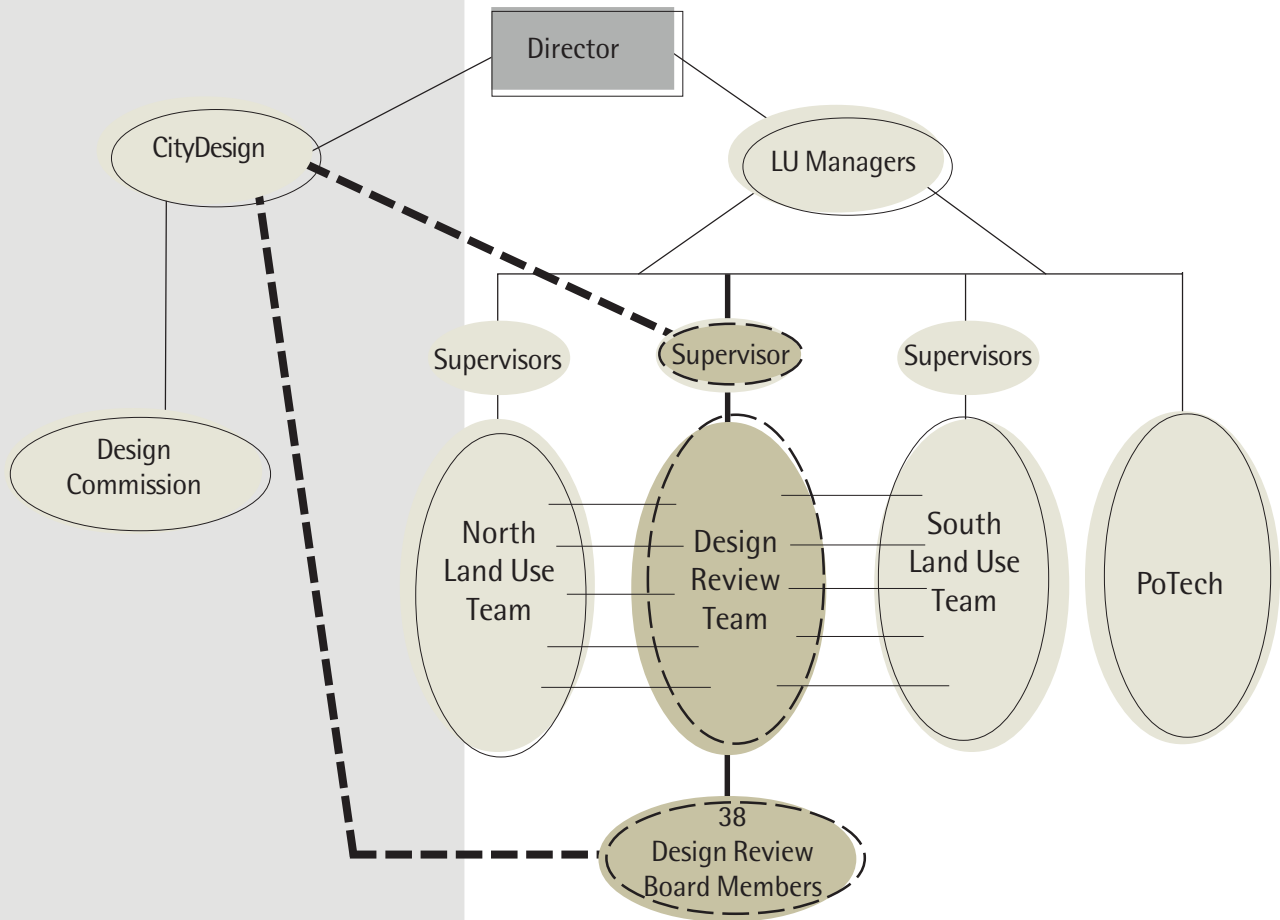 Director
CityDesign
LU Managers
Supervisors
Supervisor
Supervisors
Design
Commission
North
Land Use
Team
Design
Review
Team
South
Land Use
Team
PoTech
38
Design Review
Board Members